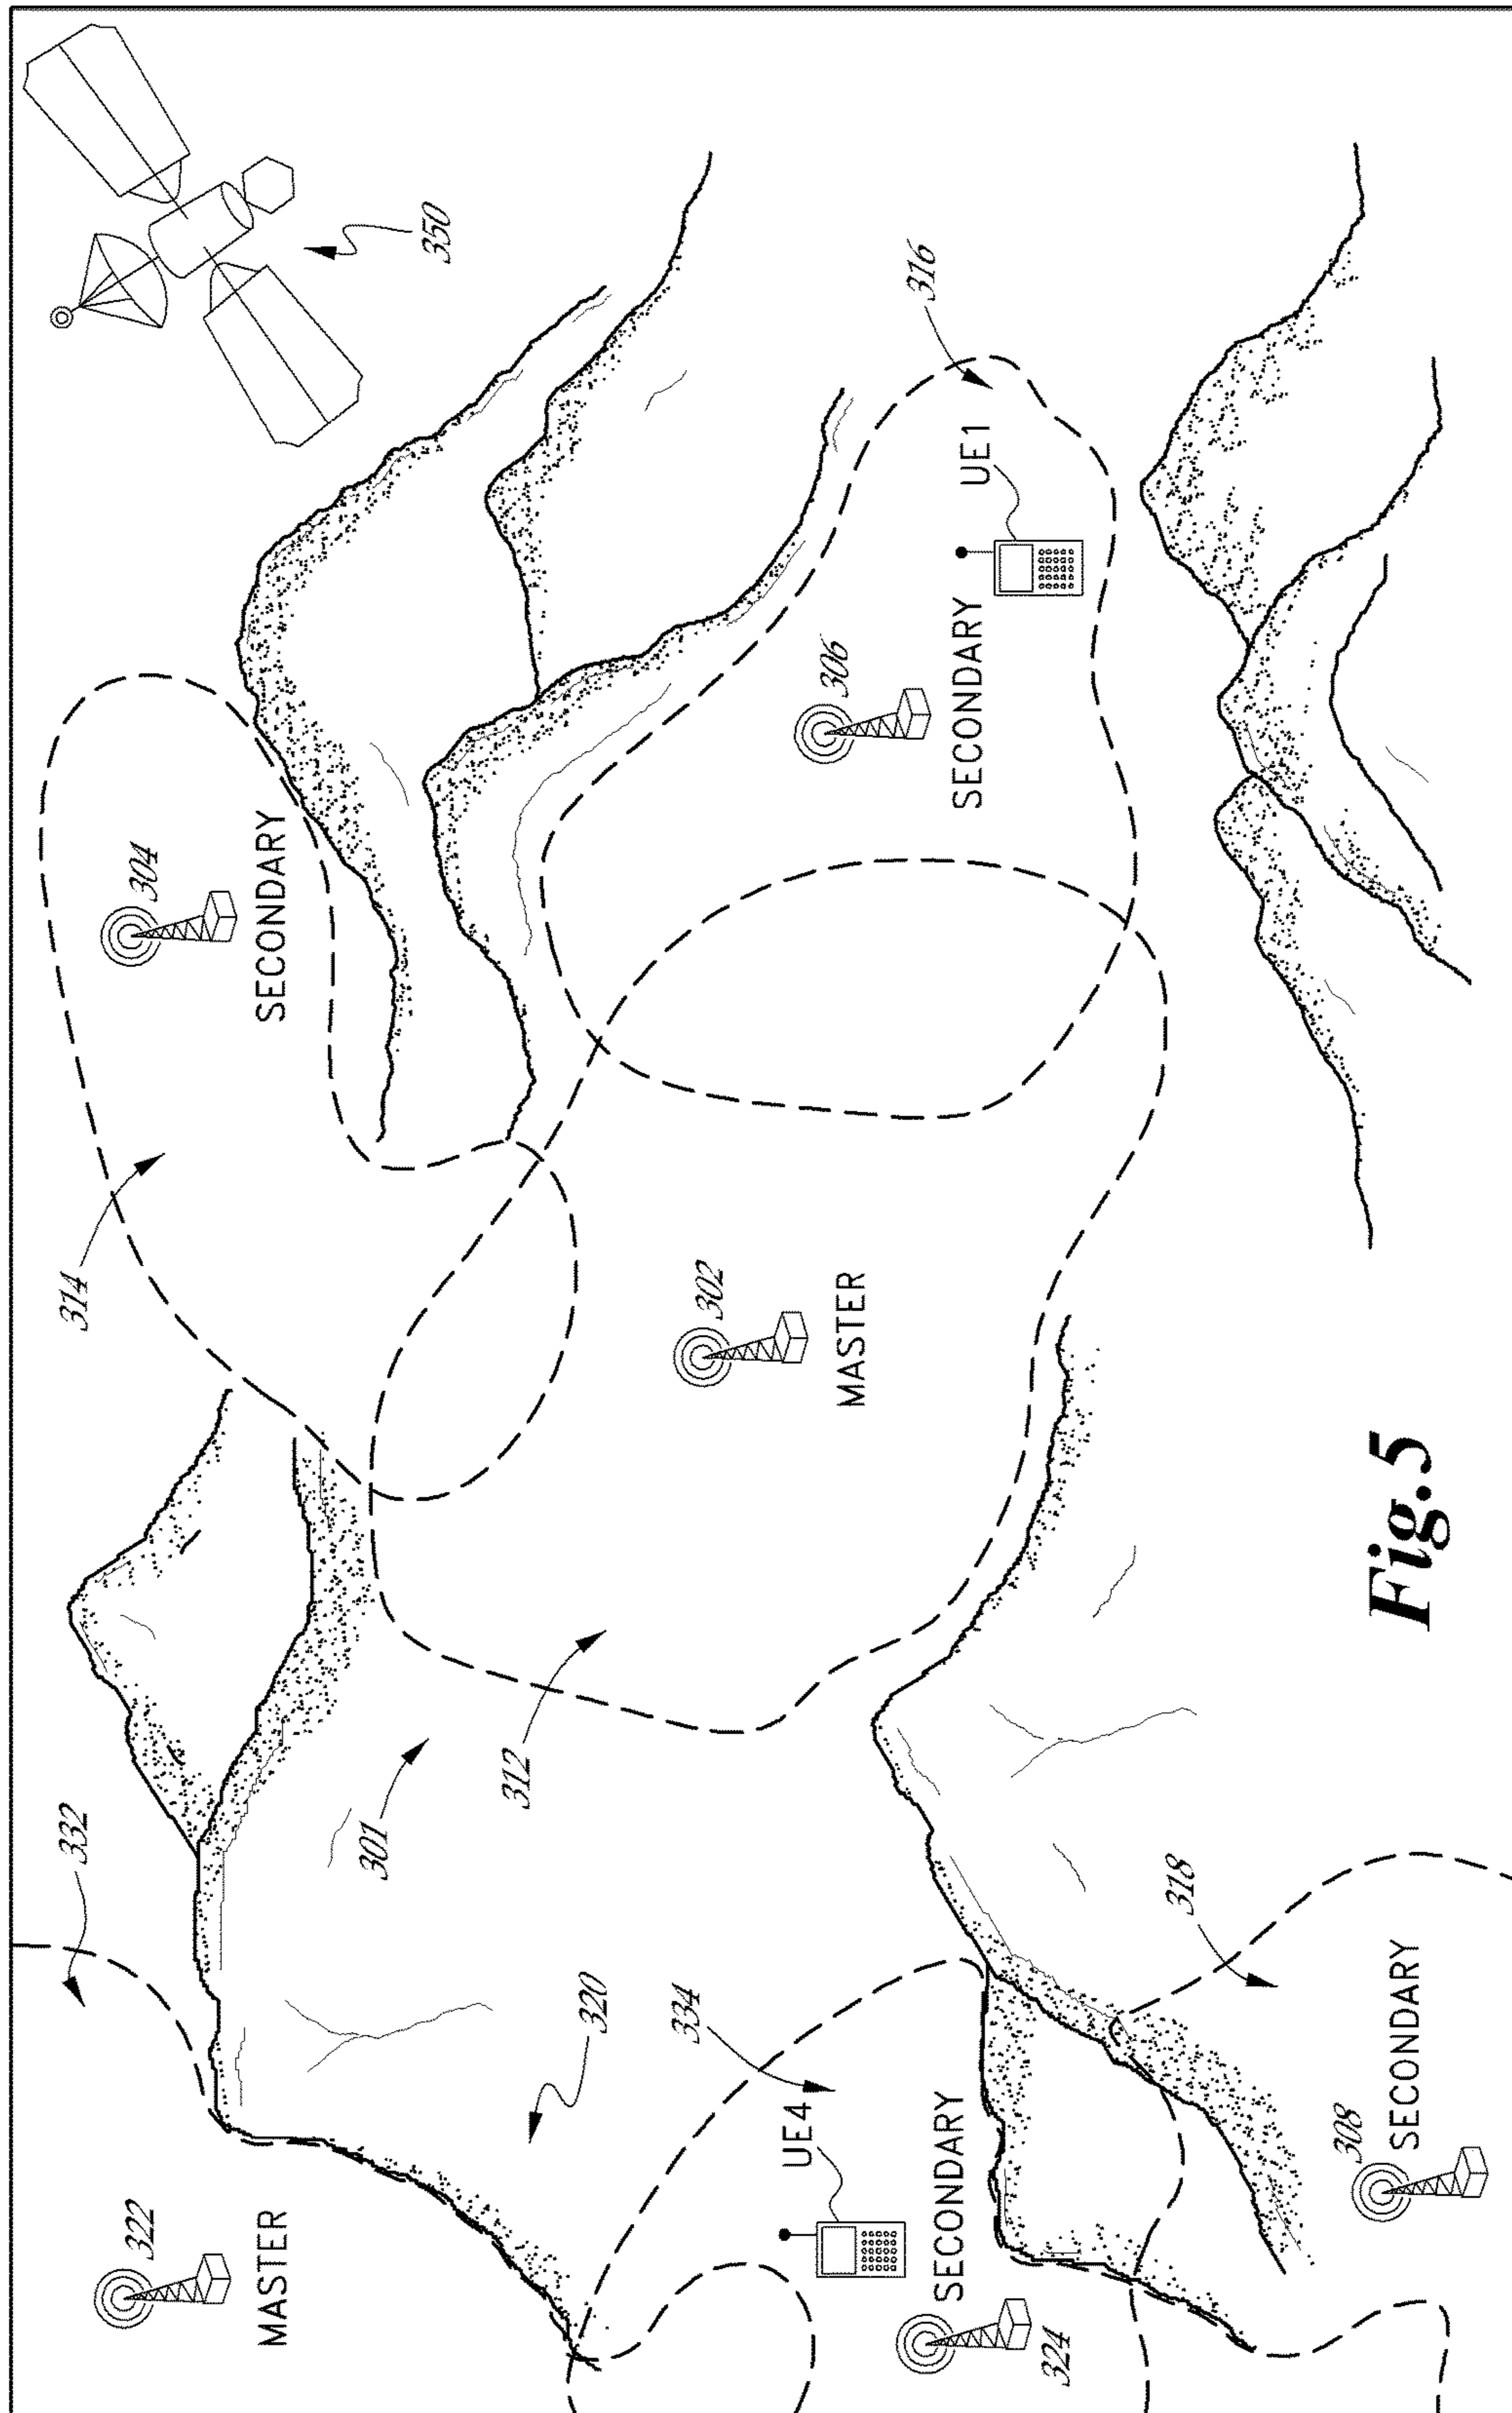 332
314
322
304
MASTER
SECONDARY
301
350
312
320
334
302
UE4
306
MASTER
316
SECONDARY
SECONDARY
UE1
324
318
308
SECONDARY
Fig.5